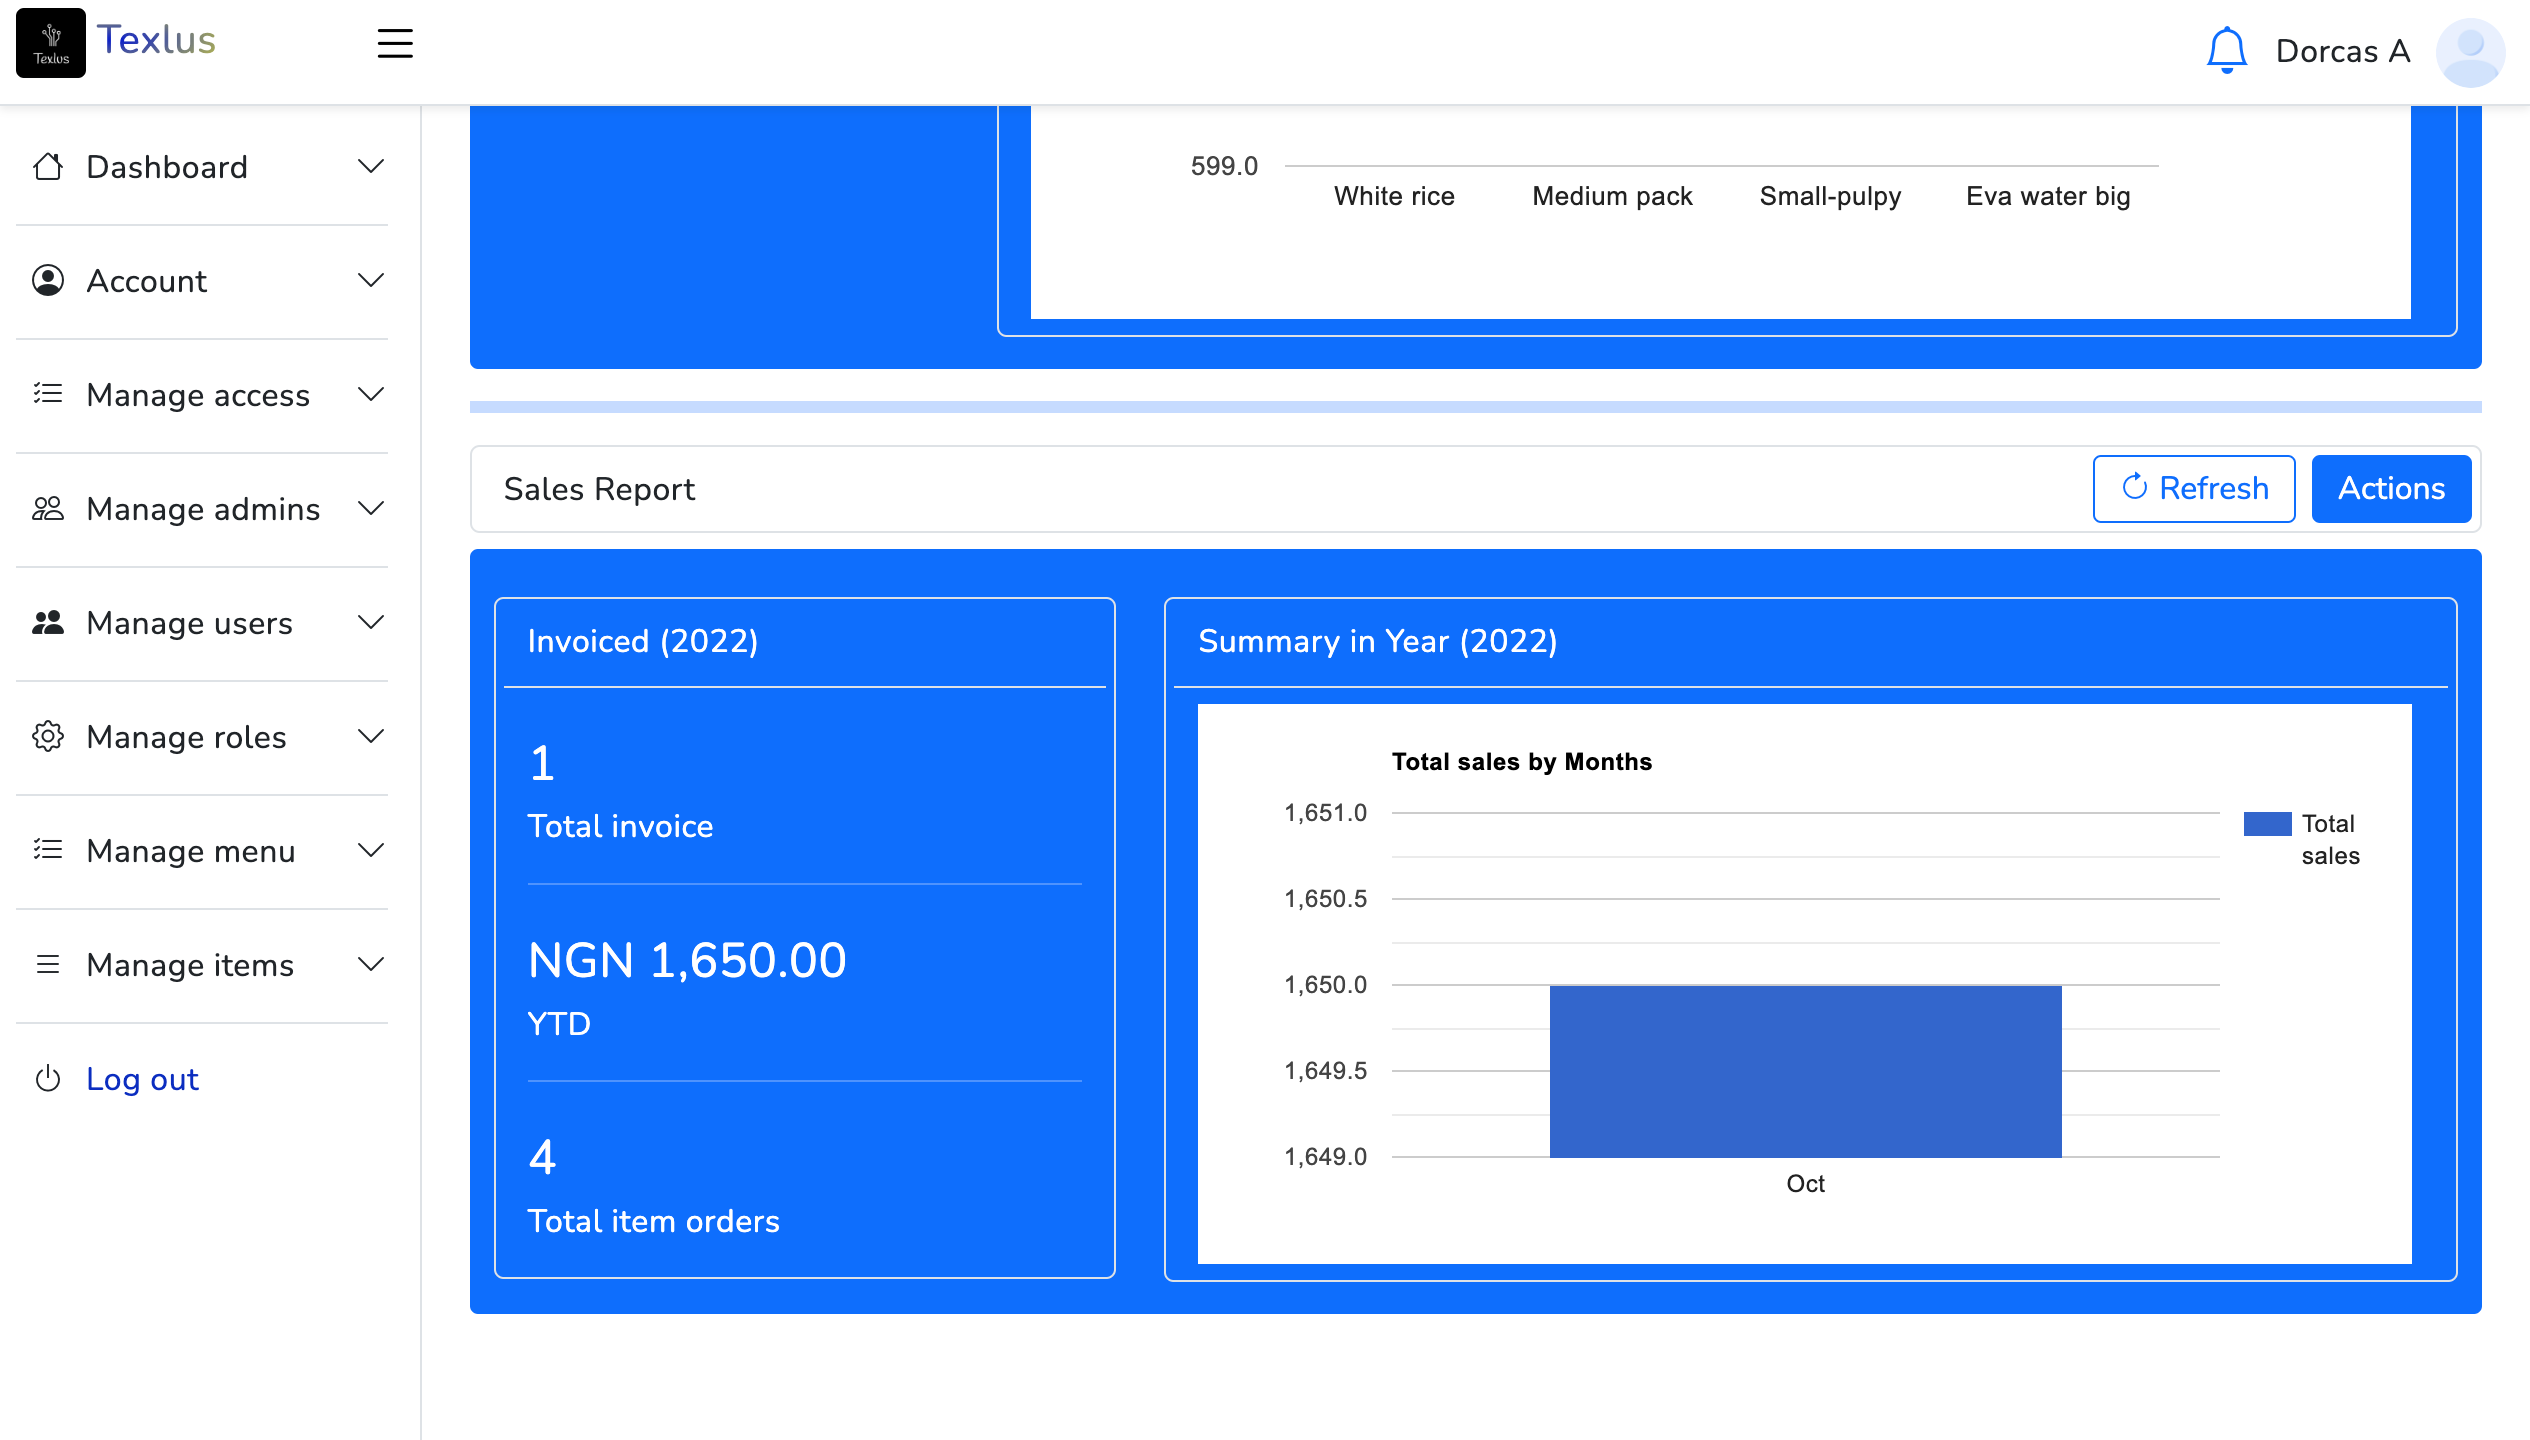 Texlus
Texlus
Dorcas A
Dashboard
Account
Manage access
Manage admins
Manage users
Manage roles
Manage menu
Manage items
Log out
599.0
White rice Medium pack Small-pulpy Eva water big
Sales Report
Refresh
Actions
Invoiced (2022)
1
Total invoice
NGN 1,650.00
YTD
4
Total item orders
Summary in Year (2022)
Total sales by Months
1,651.0
1,650.5
1,650.0
1,649.5
1,649.0
Oct
Total
sales